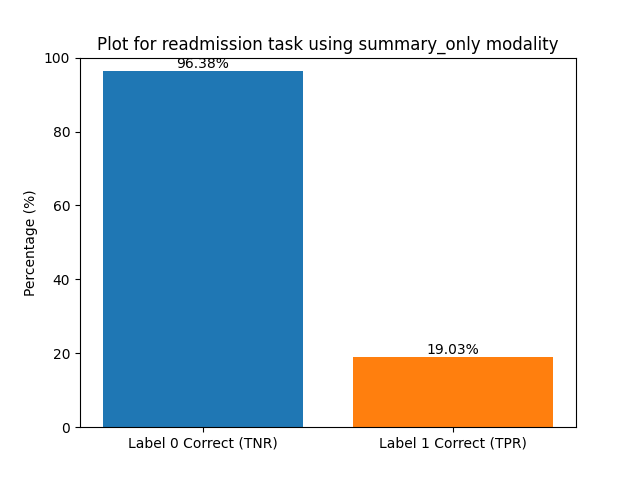 Plot for readmission task using summary_only modality
100
96.38%
80
60
Percentage (%)
40
20
19.03%
0
Label 0 Correct (TNR)
Label 1 Correct (TPR)